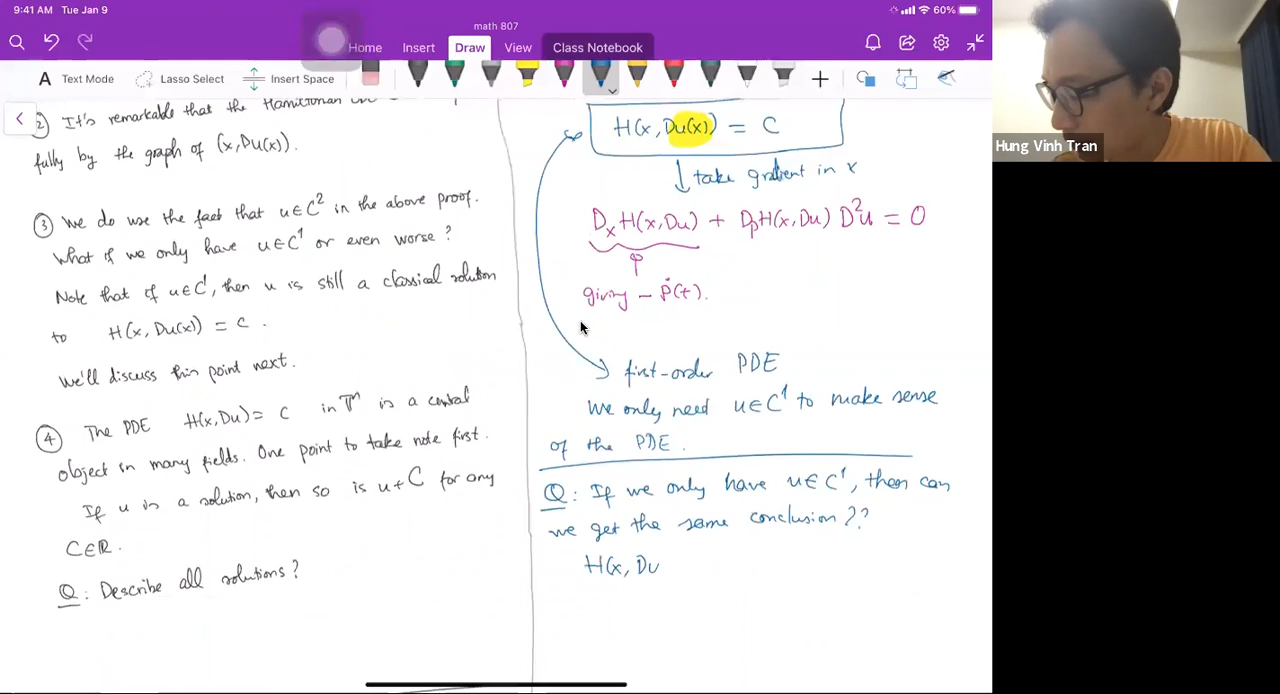 9:41 AM Tue Jan 9
60%
math 807
Home Insert Draw View Class Notebook
Text Mode Lasso Select Insert Space
Hung Vinh Tran
② It's remarkable that the Hamiltonian
fully by the graph of (x, Du(x)).
③ We do use the fact that u∈C² in the above proof.
What if we only have u∈C¹ or even worse?
Note that if u∈C¹, then u is still a classical solution
to H(x, Du(x)) = c.
We'll discuss this point next.
④ The PDE H(x, Du) = c in Tⁿ is a central
object in many fields. One point to take note first.
If u is a solution, then so is u+C for any
C∈ℝ.
Q: Describe all solutions?
H(x, Du(x)) = C
↓ take gradient in x
DₓH(x, Du) + DₚH(x, Du) D²u = 0
giving - ṗ(t).
first-order PDE
We only need u∈C¹ to make sense
of the PDE.
Q: If we only have u∈C¹, then can
we get the same conclusion??
H(x, Du